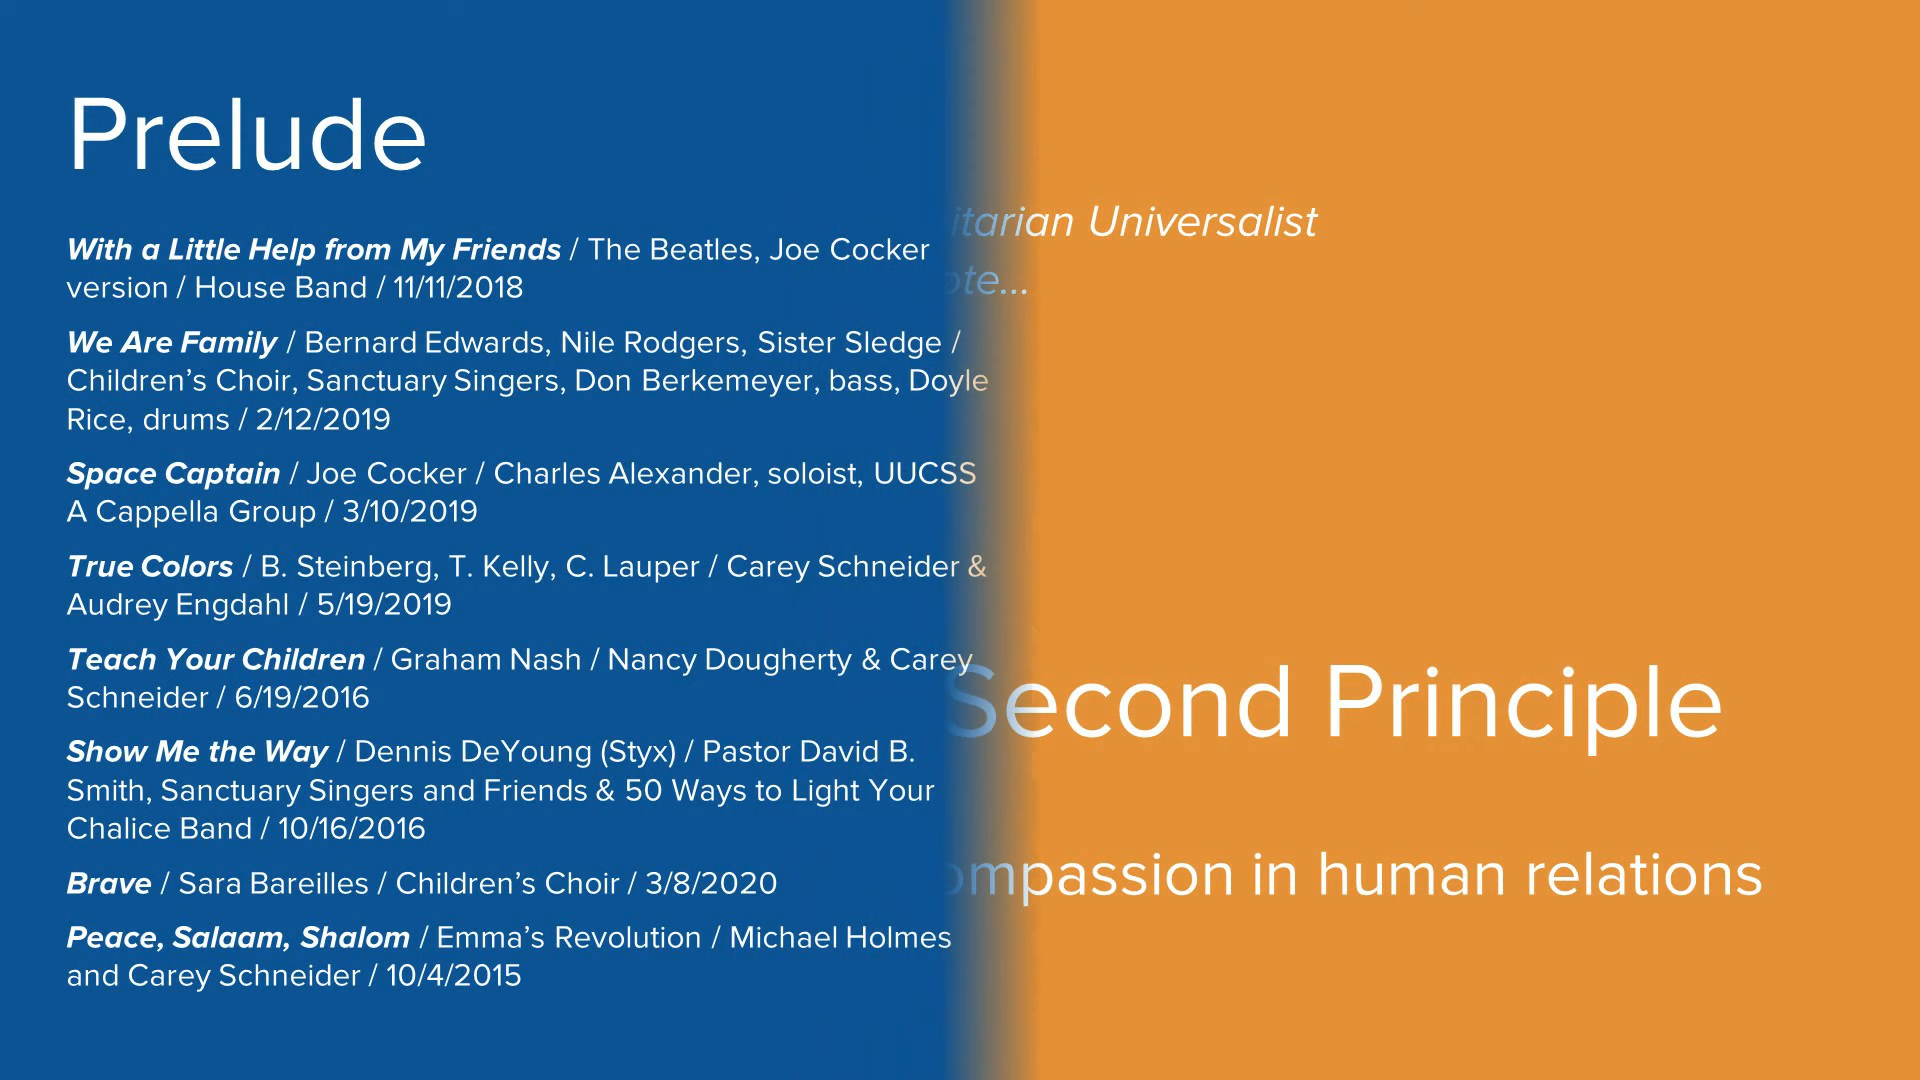 Prelude
With a Little Help from My Friends / The Beatles, Joe Cocker
version / House Band / 11/11/2018
We Are Family / Bernard Edwards, Nile Rodgers, Sister Sledge /
Children’s Choir, Sanctuary Singers, Don Berkemeyer, bass, Doyle
Rice, drums / 2/12/2019
Space Captain / Joe Cocker / Charles Alexander, soloist, UUCSS
A Cappella Group / 3/10/2019
True Colors / B. Steinberg, T. Kelly, C. Lauper / Carey Schneider &
Audrey Engdahl / 5/19/2019
Teach Your Children / Graham Nash / Nancy Dougherty & Carey
Schneider / 6/19/2016
Show Me the Way / Dennis DeYoung (Styx) / Pastor David B.
Smith, Sanctuary Singers and Friends & 50 Ways to Light Your
Chalice Band / 10/16/2016
Brave / Sara Bareilles / Children’s Choir / 3/8/2020
Peace, Salaam, Shalom / Emma’s Revolution / Michael Holmes
and Carey Schneider / 10/4/2015
itarian Universalist
ote...
Second Principle
ompassion in human relations